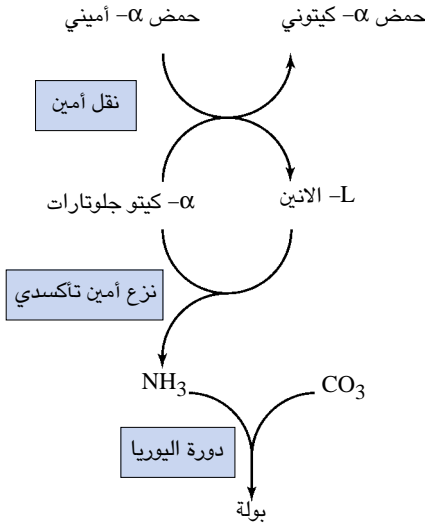 حمض α– أميني
حمض α– كيتوني
نقل أمين
α– كيتو جلوتارات
L– الانين
نزع أمين تأكسدي
NH3
CO3
دورة اليوريا
بولة